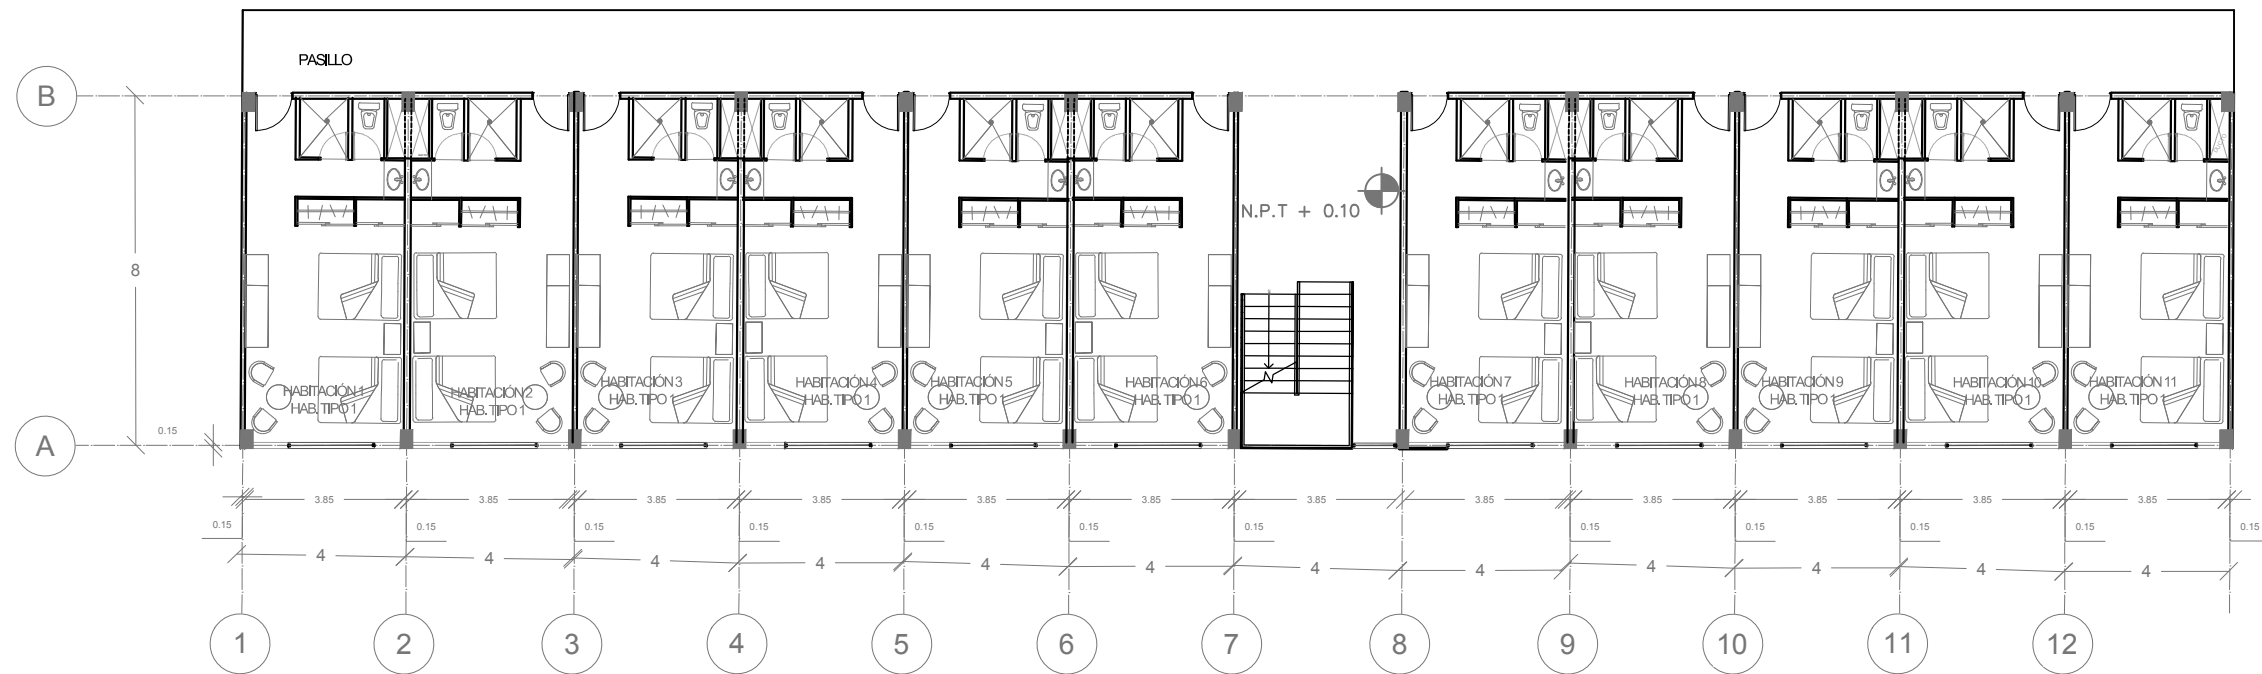 PASILLO
B
DUCTO
N.P.T + 0.10
8
HABITACIÓN 1
HAB. TIPO 1
HABITACIÓN 2
HAB. TIPO 1
HABITACIÓN 3
HAB. TIPO 1
HABITACIÓN 4
HAB. TIPO 1
HABITACIÓN 5
HAB. TIPO 1
HABITACIÓN 6
HAB. TIPO 1
N
HABITACIÓN 7
HAB. TIPO 1
HABITACIÓN 8
HAB. TIPO 1
HABITACIÓN 9
HAB. TIPO 1
HABITACIÓN 10
HAB. TIPO 1
HABITACIÓN 11
HAB. TIPO 1
0.15
A
3.85 3.85 3.85 3.85 3.85 3.85 3.85 3.85 3.85 3.85 3.85 3.85
0.15 0.15 0.15 0.15 0.15 0.15 0.15 0.15 0.15 0.15 0.15
4 4 4 4 4 4 4 4 4 4 4 4
1 2 3 4 5 6 7 8 9 10 11 12